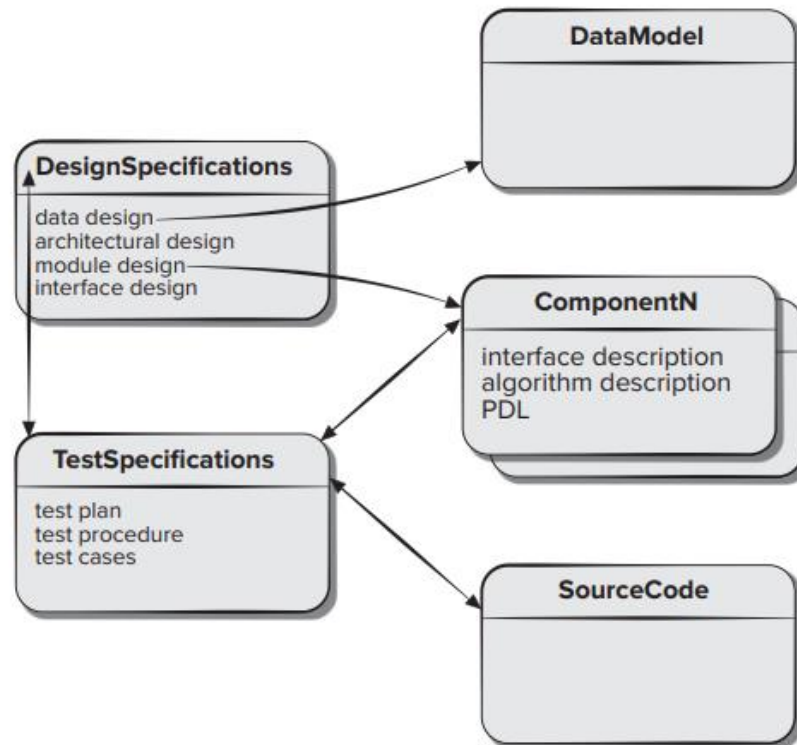 DataModel
DesignSpecifications
data design
architectural design
module design
interface design
ComponentN
interface description
algorithm description
PDL
TestSpecifications
test plan
test procedure
test cases
SourceCode